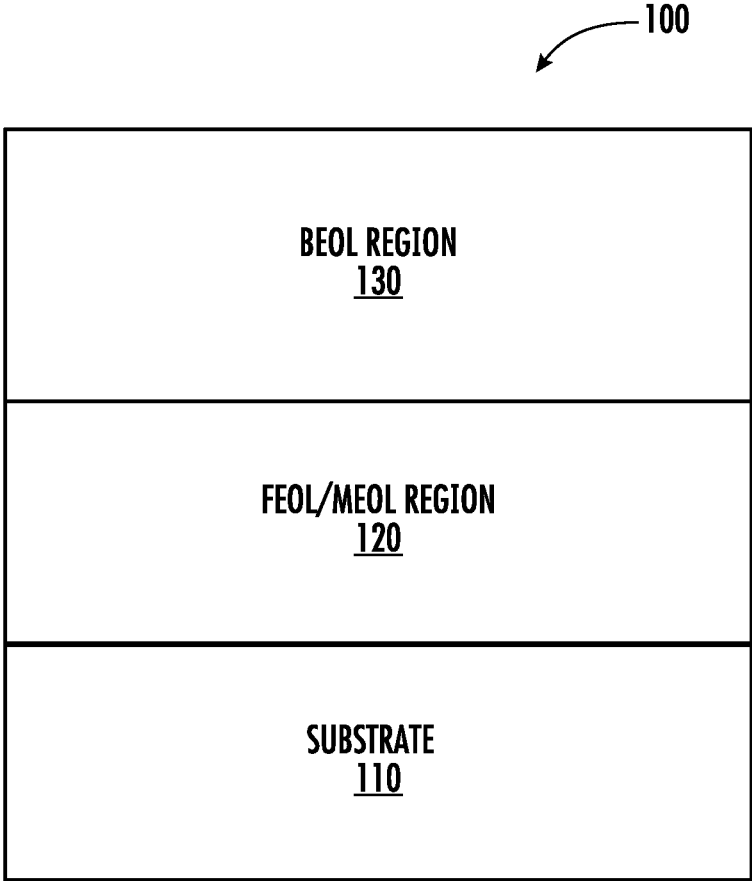 100
BEOL REGION
130
FEOL/MEOL REGION
120
SUBSTRATE
110